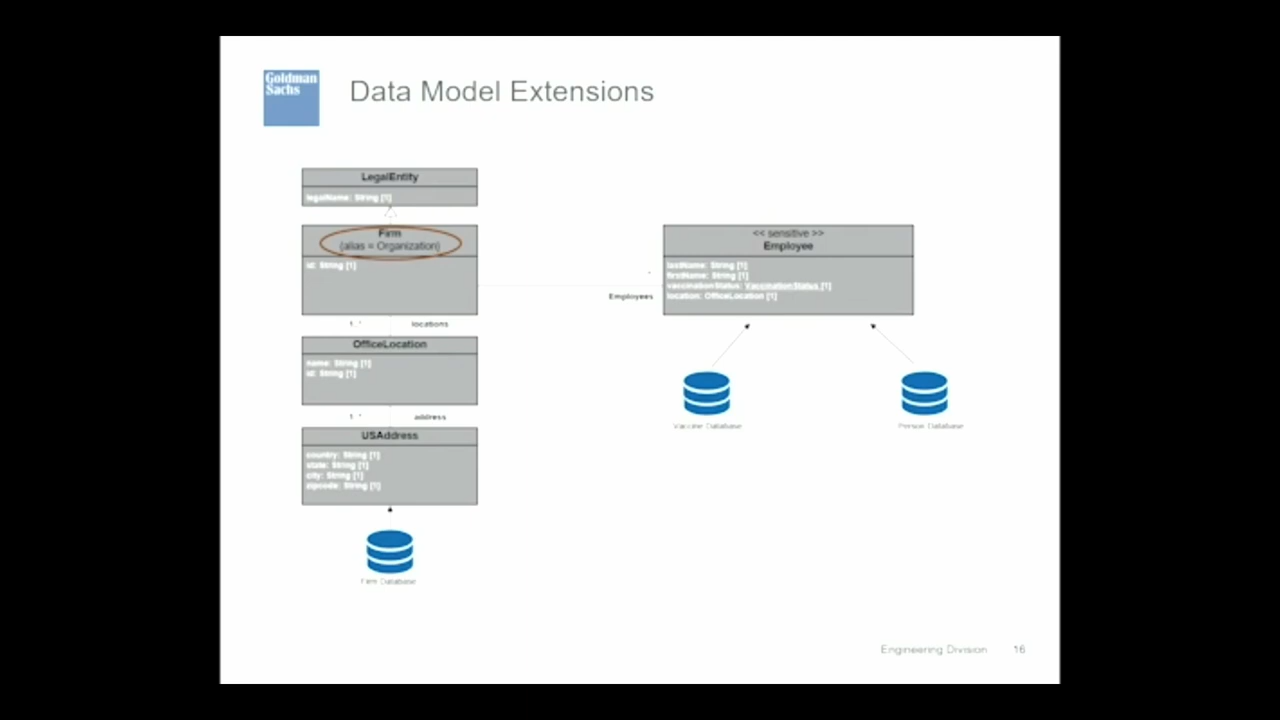 Goldman
Sachs
Data Model Extensions
LegalEntity
legalName: String [1]
Firm
(alias = Organization)
id: String [1]
<< sensitive >>
Employee
lastName: String [1]
firstName: String [1]
vaccinationStatus: VaccinationStatus [1]
location: OfficeLocation [1]
*
Employees
1..*
locations
OfficeLocation
name: String [1]
id: String [1]
1..*
address
USAddress
country: String [1]
state: String [1]
city: String [1]
zipcode: String [1]
Vaccine Database
Person Database
Firm Database
Engineering Division
16